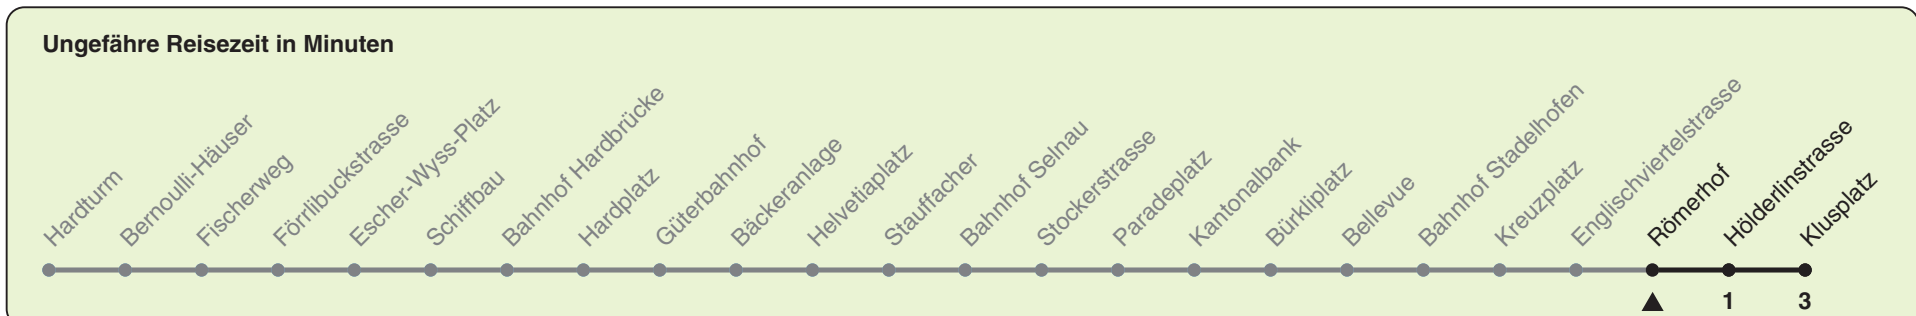 Ungefähre Reisezeit in Minuten
Hardturm
Bernoulli-Häuser
Fischerweg
Förrlibuckstrasse
Escher-Wyss-Platz
Schiffbau
Bahnhof Hardbrücke
Hardplatz
Güterbahnhof
Bäckeranlage
Helvetiaplatz
Stauffacher
Bahnhof Selnau
Stockerstrasse
Paradeplatz
Kantonalbank
Bürkliplatz
Bellevue
Bahnhof Stadelhofen
Kreuzplatz
Englischviertelstrasse
Römerhof
Hölderlinstrasse
Klusplatz
1 3